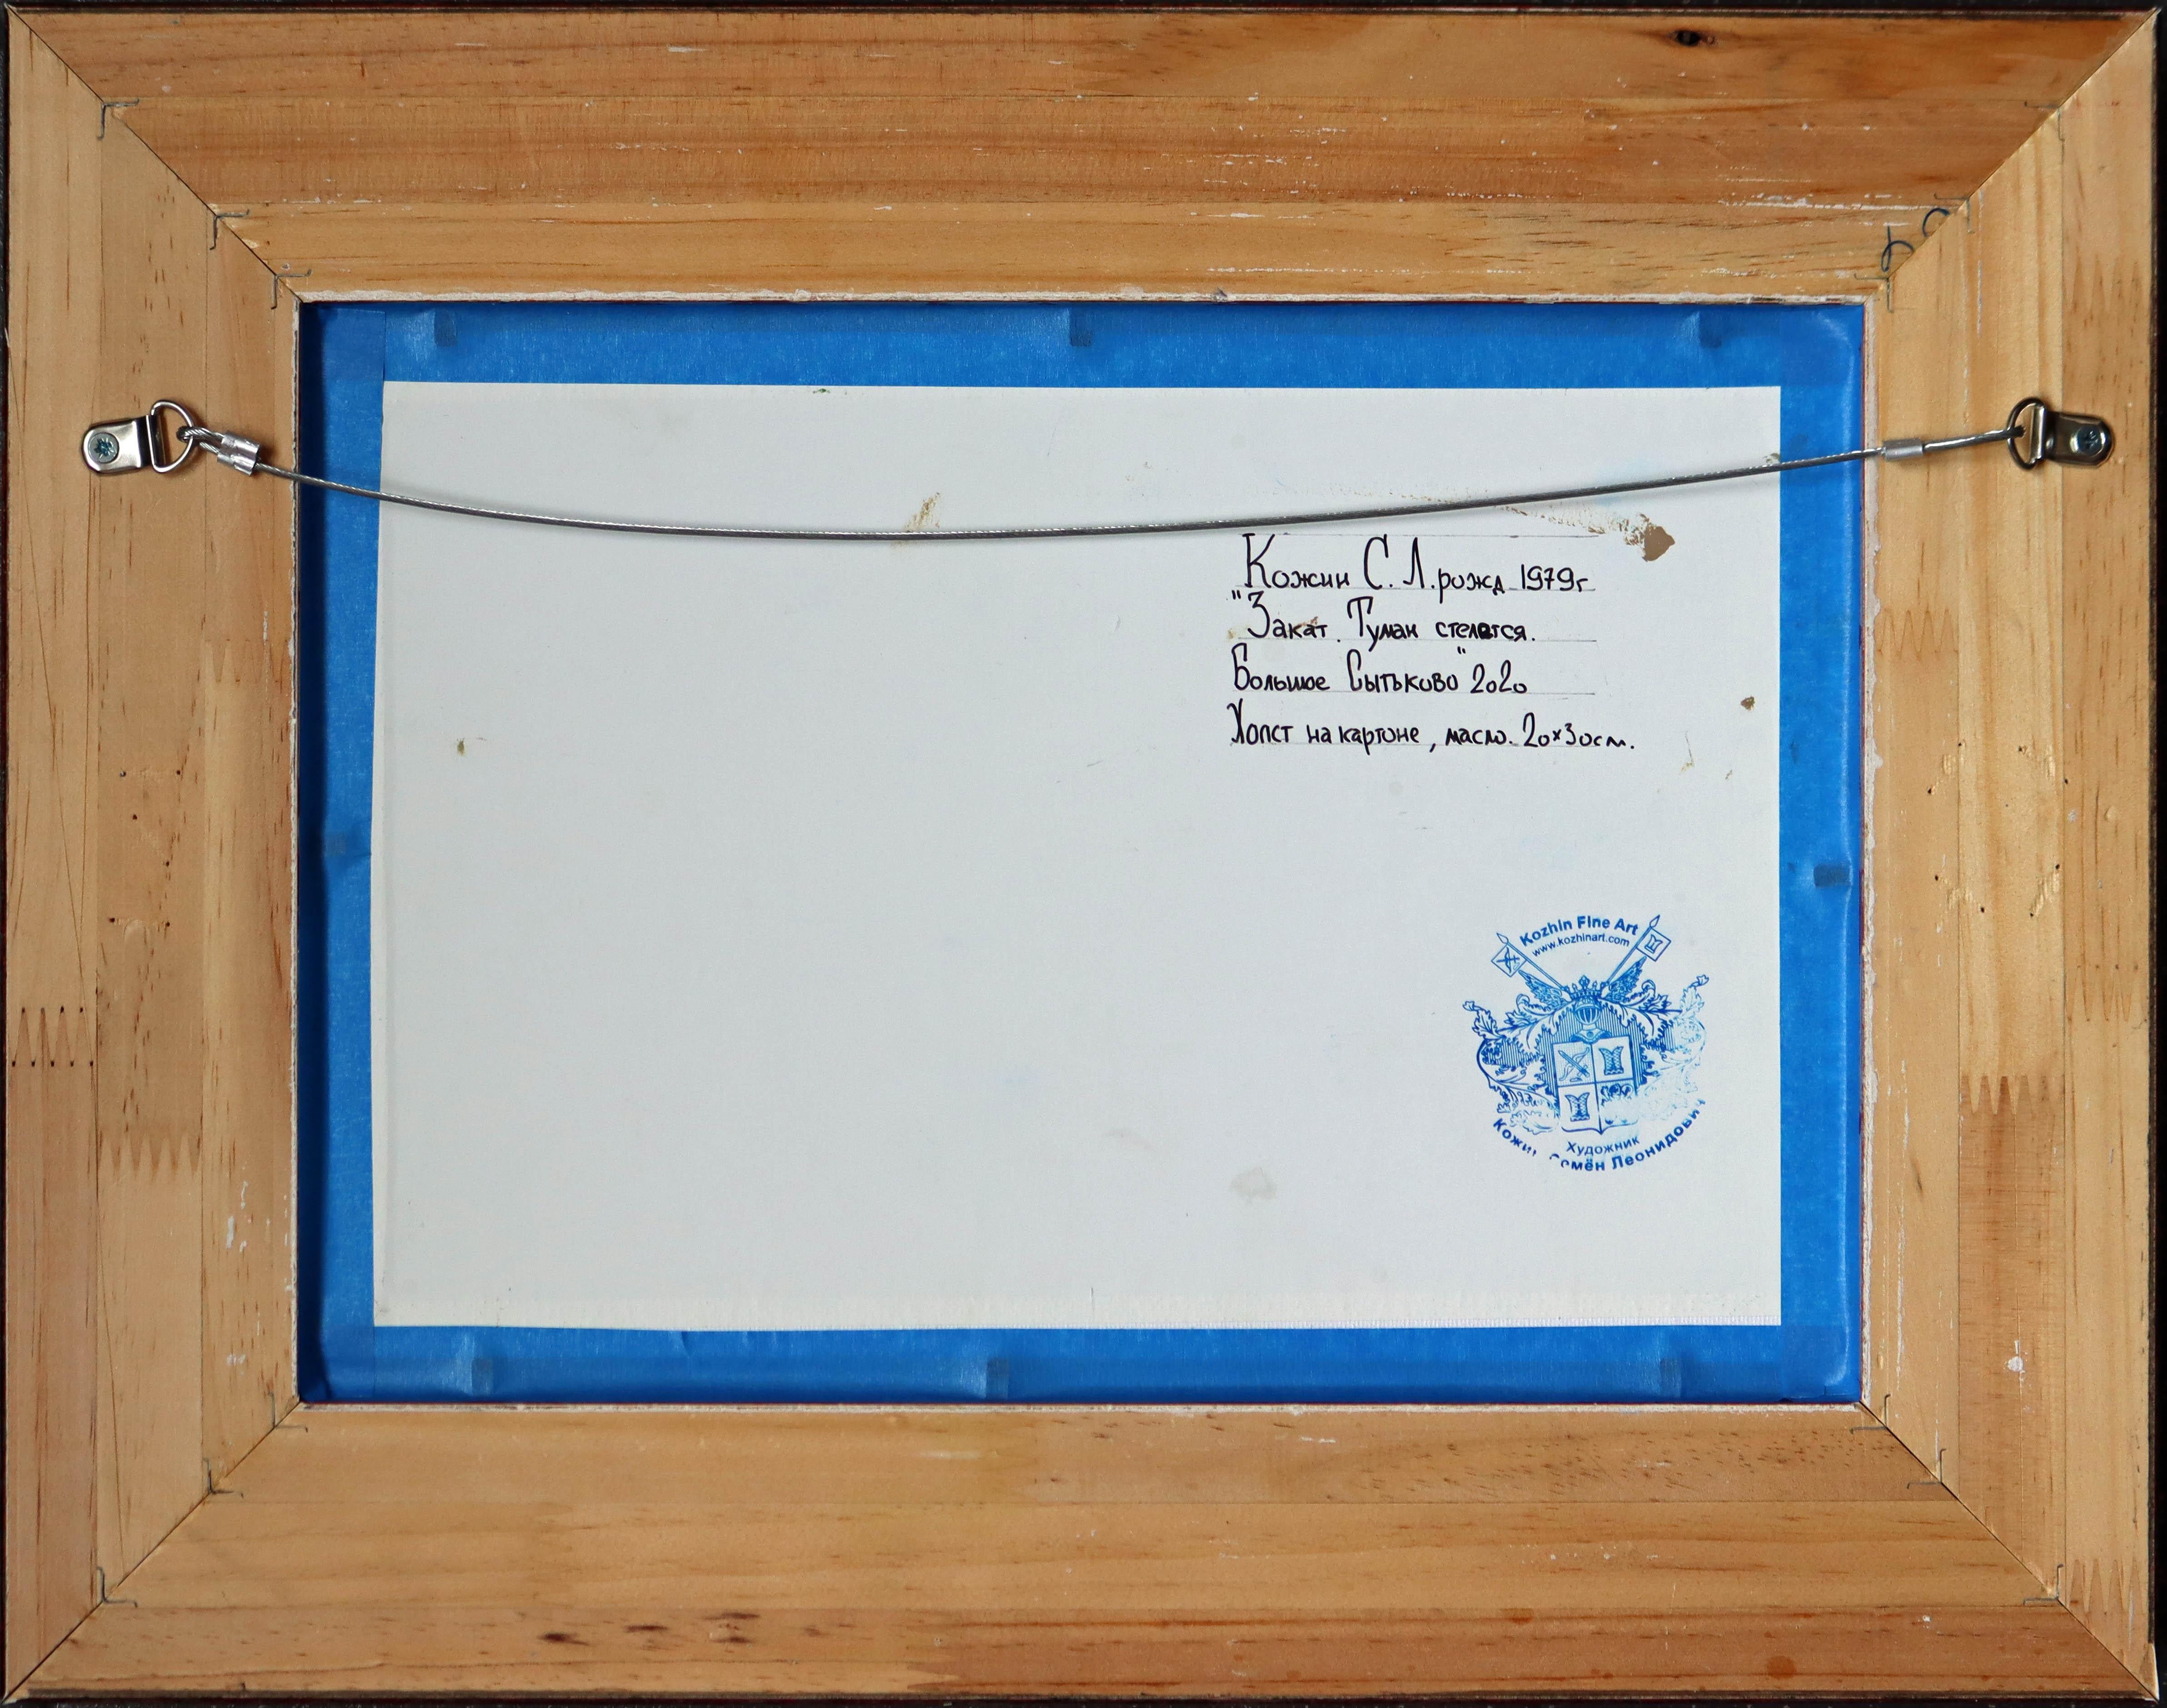 Кожин С. Л. рожд 1979г
"Закат. Туман стелется.
Большое Сытьково" 2020
Холст на картоне, масло. 20×30см.
Kozhin Fine Art
www.kozhinart.com
Художник
Леонидович